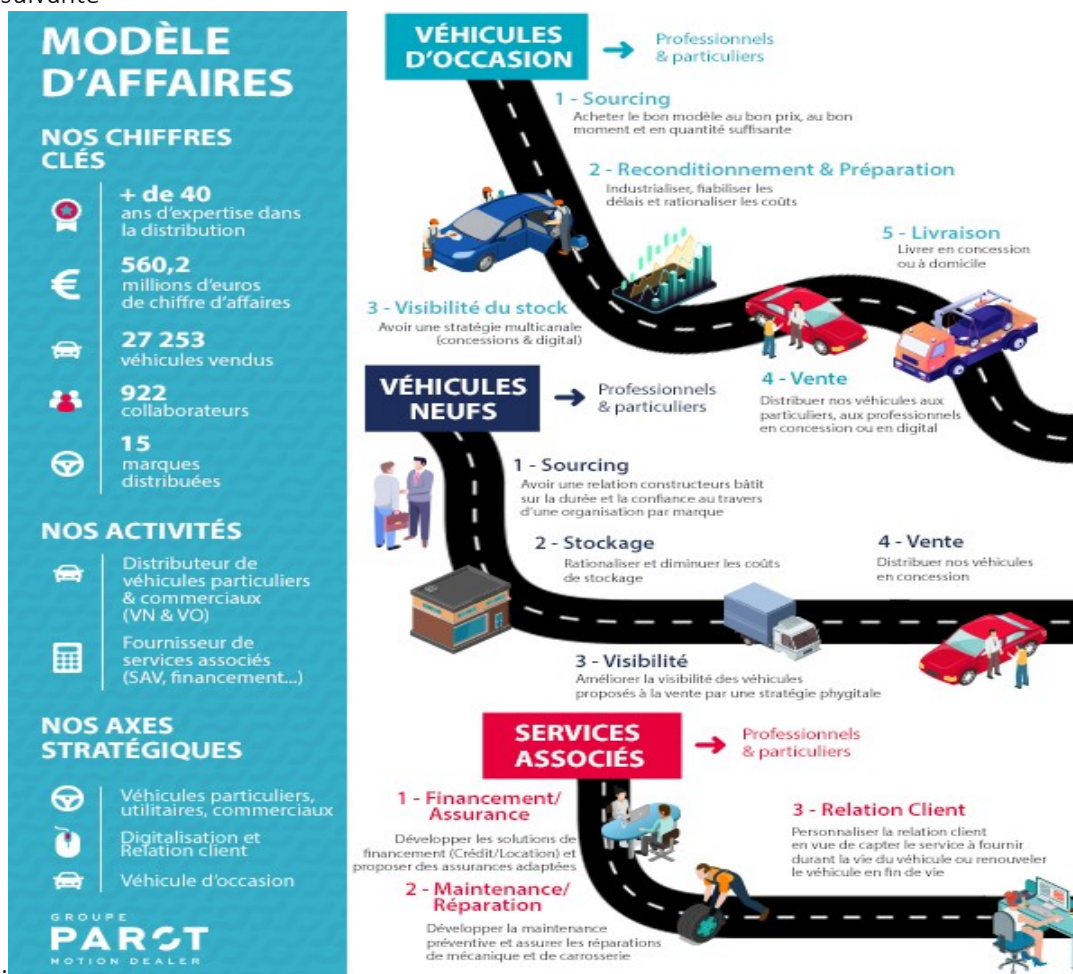 suivante
MODÈLE
D'AFFAIRES
NOS CHIFFRES
CLÉS
+ de 40
ans d'expertise dans
la distribution
560,2
millions d'euros
de chiffre d'affaires
27 253
véhicules vendus
922
collaborateurs
15
marques
distribuées
NOS ACTIVITÉS
Distributeur de
véhicules particuliers
& commerciaux
(VN & VO)
Fournisseur de
services associés
(SAV, financement...)
NOS AXES
STRATÉGIQUES
Véhicules particuliers,
utilitaires, commerciaux
Digitalisation et
Relation client
Véhicule d'occasion
GROUPE
PAROT
MOTION DEALER
VÉHICULES
D'OCCASION
Professionnels
& particuliers
1 - Sourcing
Acheter le bon modèle au bon prix, au bon
moment et en quantité suffisante
2 - Reconditionnement & Préparation
Industrialiser, fiabiliser les
délais et rationaliser les coûts
3 - Visibilité du stock
Avoir une stratégie multicanale
(concessions & digital)
4 - Vente
Distribuer nos véhicules aux
particuliers, aux professionnels
en concession ou en digital
5 - Livraison
Livrer en concession
ou à domicile
VÉHICULES
NEUFS
Professionnels
& particuliers
1 - Sourcing
Avoir une relation constructeurs bâtit
sur la durée et la confiance au travers
d'une organisation par marque
2 - Stockage
Rationaliser et diminuer les coûts
de stockage
3 - Visibilité
Améliorer la visibilité des véhicules
proposés à la vente par une stratégie phygitale
4 - Vente
Distribuer nos véhicules
en concession
SERVICES
ASSOCIÉS
Professionnels
& particuliers
1 - Financement/
Assurance
Développer les solutions de
financement (Crédit/Location) et
proposer des assurances adaptées
2 - Maintenance/
Réparation
Développer la maintenance
préventive et assurer les réparations
de mécanique et de carrosserie
3 - Relation Client
Personnaliser la relation client
en vue de capter le service à fournir
durant la vie du véhicule ou renouveler
le véhicule en fin de vie
.